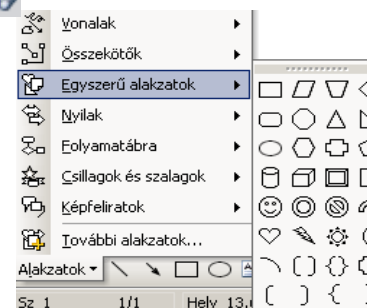 Vonalak
Összekötők
Egyszerű alakzatok
Nyilak
Folyamatábra
Csillagok és szalagok
Képfeliratok
További alakzatok...
Alakzatok
Sz 1 1/1 Hely 13,